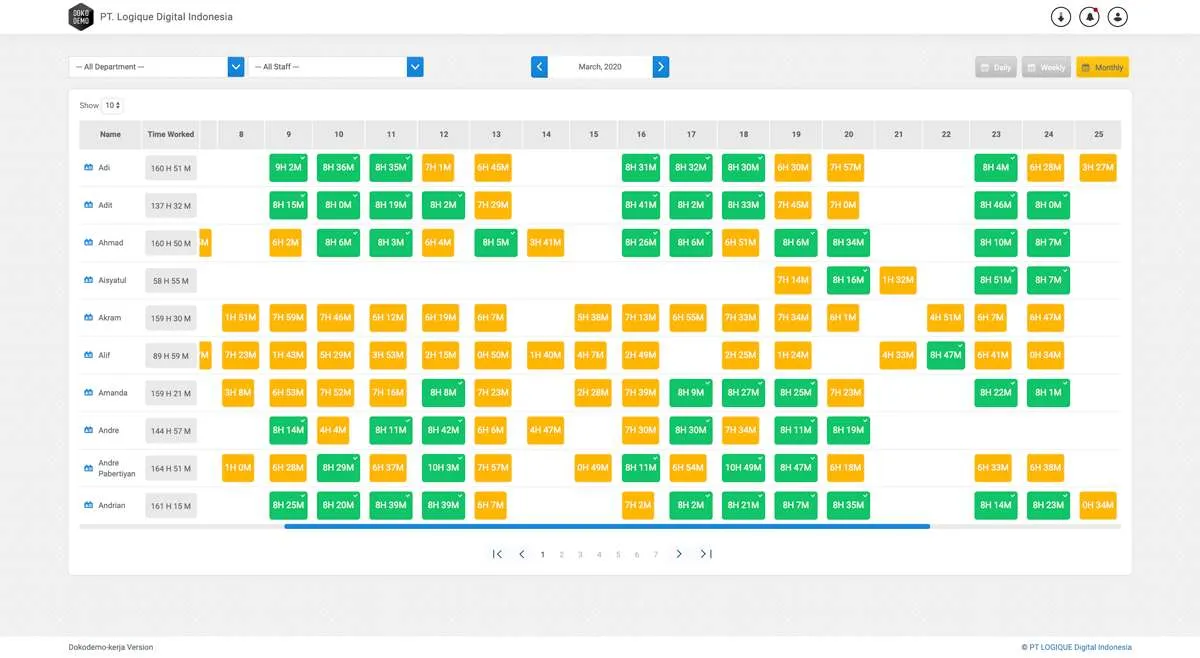 DOKO
DEMO
PT. Logique Digital Indonesia
-- All Department --
-- All Staff --
March, 2020
Daily
Weekly
Monthly
Show 10
Name Time Worked 8 9 10 11 12 13 14 15 16 17 18 19 20 21 22 23 24 25
Adi 160 H 51 M 9H 2M 8H 36M 8H 35M 7H 1M 6H 45M 8H 31M 8H 32M 8H 30M 6H 30M 7H 57M 8H 4M 6H 28M 3H 27M
Adit 137 H 32 M 8H 15M 8H 0M 8H 19M 8H 2M 7H 29M 8H 41M 8H 2M 8H 33M 7H 45M 7H 0M 8H 46M 8H 0M
Ahmad 160 H 50 M 6H 2M 8H 6M 8H 3M 6H 4M 8H 5M 3H 41M 8H 26M 8H 6M 6H 51M 8H 6M 8H 34M 8H 10M 8H 7M
Aisyatul 58 H 55 M 7H 14M 8H 16M 1H 32M 8H 51M 8H 7M
Akram 159 H 30 M 1H 51M 7H 59M 7H 46M 6H 12M 6H 19M 6H 7M 5H 38M 7H 13M 6H 55M 7H 33M 7H 34M 6H 1M 4H 51M 6H 7M 6H 47M
Alif 89 H 59 M 7H 23M 1H 43M 5H 29M 3H 53M 2H 15M 0H 50M 1H 40M 4H 7M 2H 49M 2H 25M 1H 24M 4H 33M 8H 47M 6H 41M 0H 34M
Amanda 159 H 21 M 3H 8M 6H 53M 7H 52M 7H 16M 8H 8M 7H 23M 2H 28M 7H 39M 8H 9M 8H 27M 8H 25M 7H 23M 8H 22M 8H 1M
Andre 144 H 57 M 8H 14M 4H 4M 8H 11M 8H 42M 6H 6M 4H 47M 7H 30M 8H 30M 7H 34M 8H 11M 8H 19M
Andre Pabertiyan 164 H 51 M 1H 0M 6H 28M 8H 29M 6H 37M 10H 3M 7H 57M 0H 49M 8H 11M 6H 54M 10H 49M 8H 47M 6H 18M 6H 33M 6H 38M
Andrian 161 H 15 M 8H 25M 8H 20M 8H 39M 8H 39M 6H 7M 7H 2M 8H 2M 8H 21M 8H 7M 8H 35M 8H 14M 8H 23M 0H 34M
1 2 3 4 5 6 7
Dokodemo-kerja Version
© PT LOGIQUE Digital Indonesia